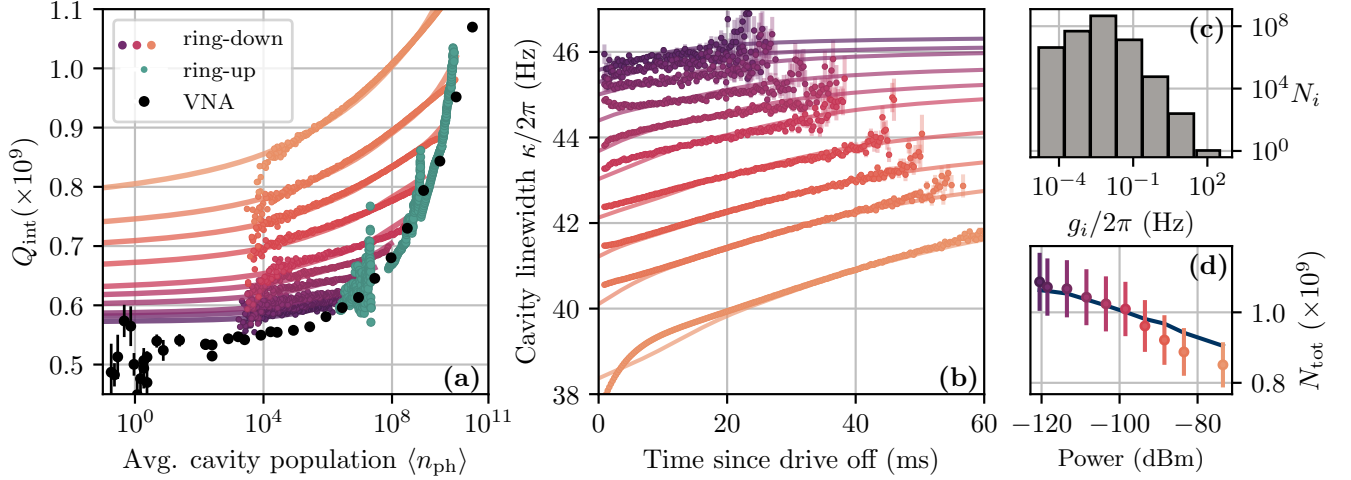 ring-down
ring-up
VNA
1.1
1.0
0.9
0.8
0.7
0.6
0.5
Q_int(×10^9)
(a)
10^0 10^4 10^8 10^11
Avg. cavity population ⟨n_ph⟩
46
44
42
40
38
Cavity linewidth κ/2π (Hz)
(b)
0 20 40 60
Time since drive off (ms)
(c)
10^8
10^4
10^0
N_i
10^−4 10^−1 10^2
g_i/2π (Hz)
(d)
1.0
0.8
N_tot (×10^9)
−120 −100 −80
Power (dBm)